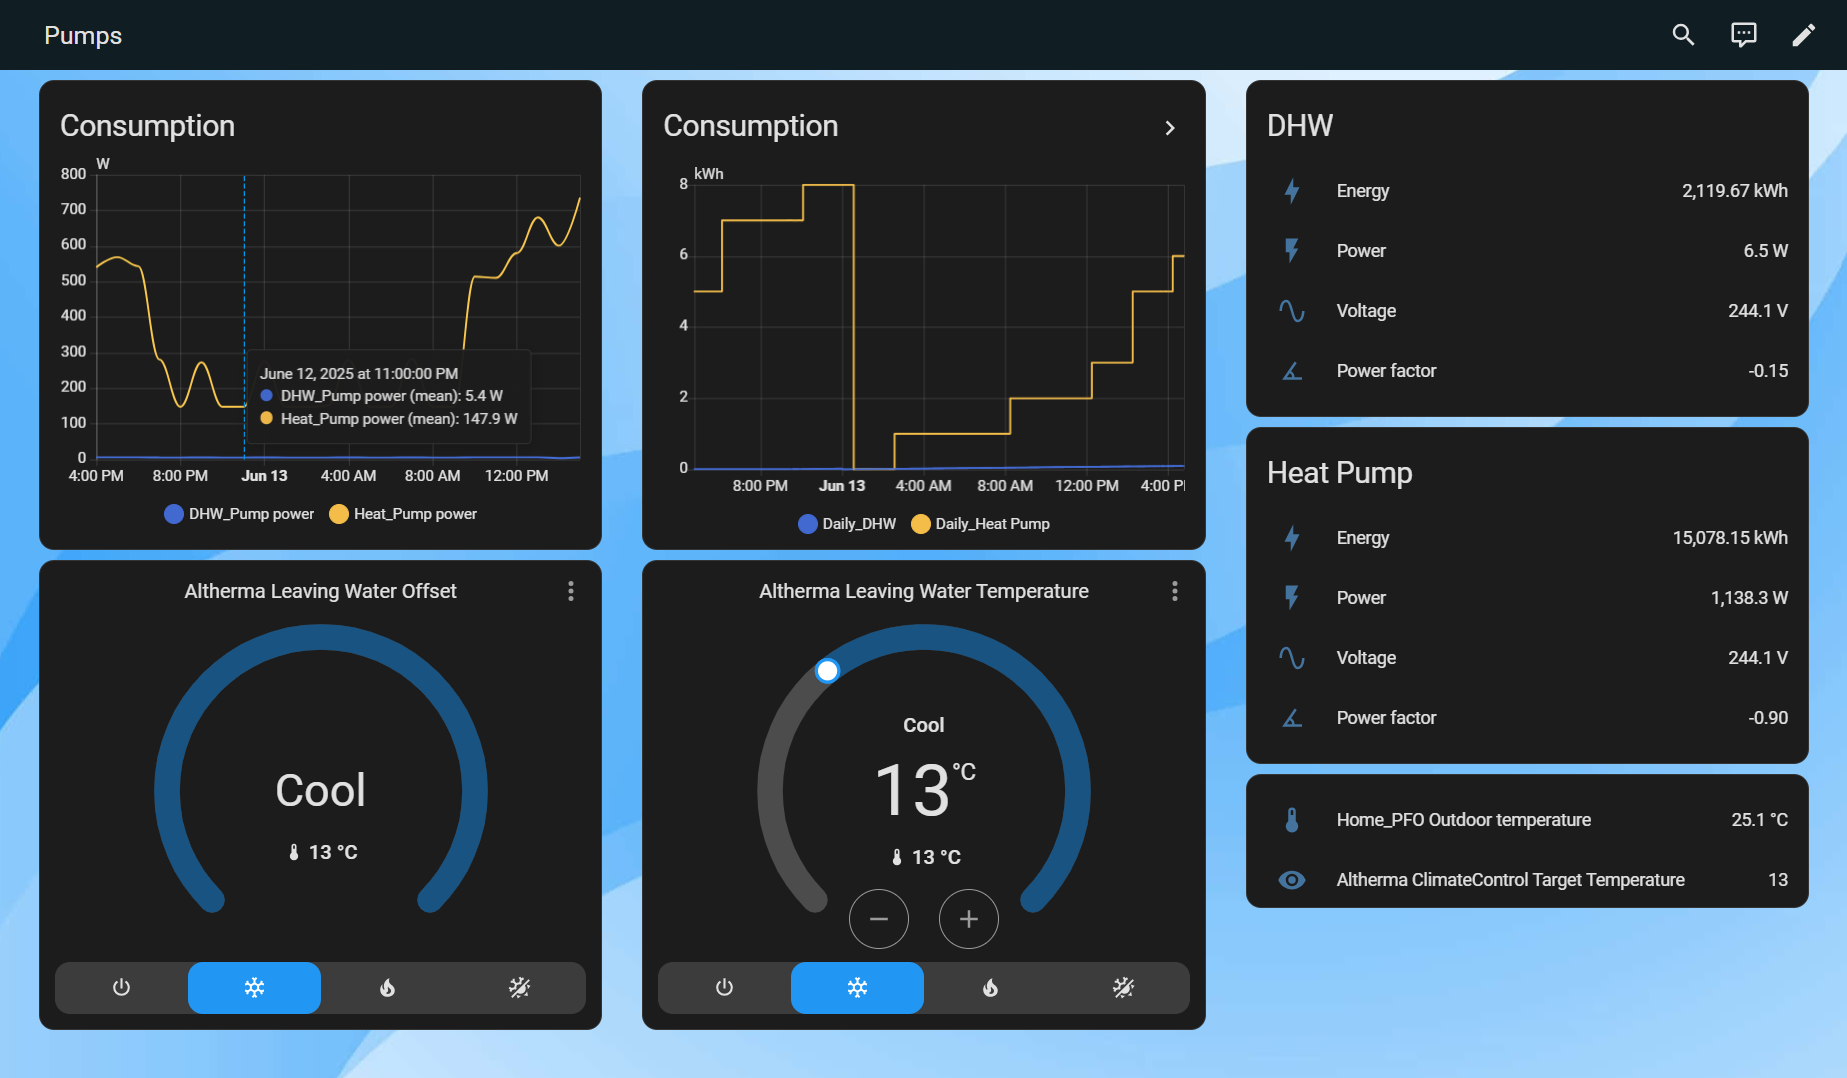 Pumps
Consumption
W
800
700
600
500
400
300
200
100
0
4:00 PM 8:00 PM Jun 13 4:00 AM 8:00 AM 12:00 PM
June 12, 2025 at 11:00:00 PM
DHW_Pump power (mean): 5.4 W
Heat_Pump power (mean): 147.9 W
DHW_Pump power Heat_Pump power
Consumption
kWh
8
6
4
2
0
8:00 PM Jun 13 4:00 AM 8:00 AM 12:00 PM 4:00 P
Daily_DHW Daily_Heat Pump
DHW
Energy 2,119.67 kWh
Power 6.5 W
Voltage 244.1 V
Power factor -0.15
Heat Pump
Energy 15,078.15 kWh
Power 1,138.3 W
Voltage 244.1 V
Power factor -0.90
Home_PFO Outdoor temperature 25.1 °C
Altherma ClimateControl Target Temperature 13
Altherma Leaving Water Offset
Cool
13 °C
Altherma Leaving Water Temperature
Cool
13 °C
13 °C